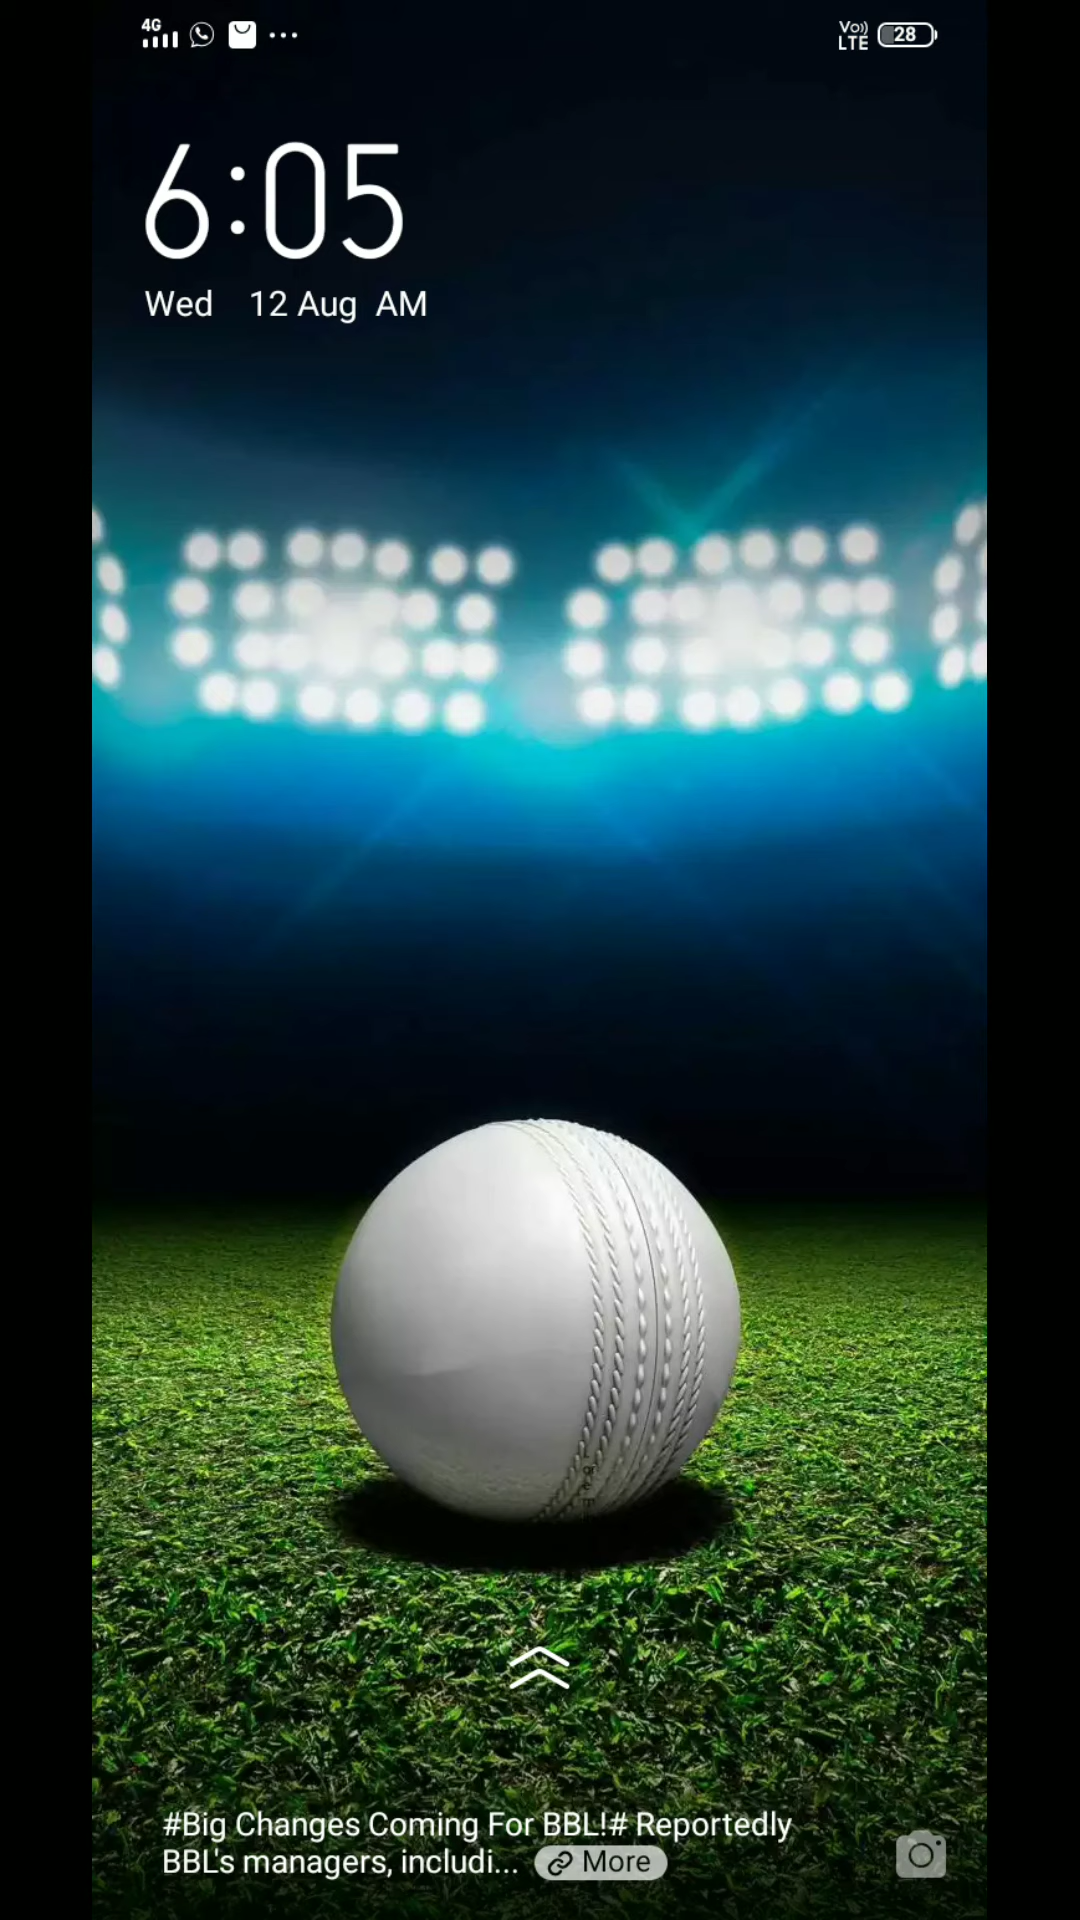 4G
Vo))
LTE
28
6:05
Wed 12 Aug AM
#Big Changes Coming For BBL!# Reportedly
BBL's managers, includi... More